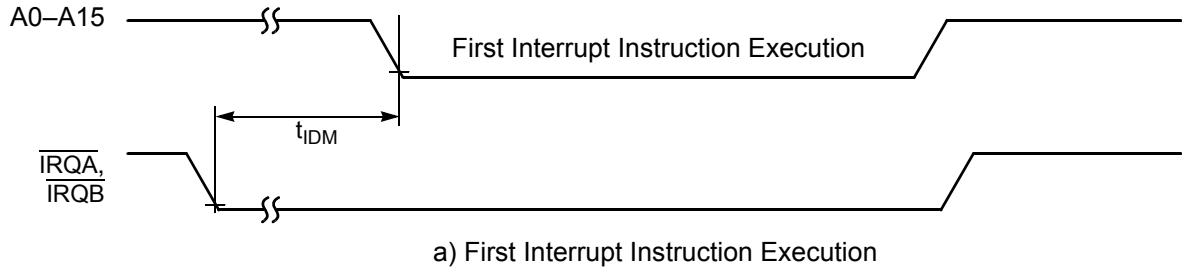 A0–A15
First Interrupt Instruction Execution
tIDM
IRQA,
IRQB
a) First Interrupt Instruction Execution